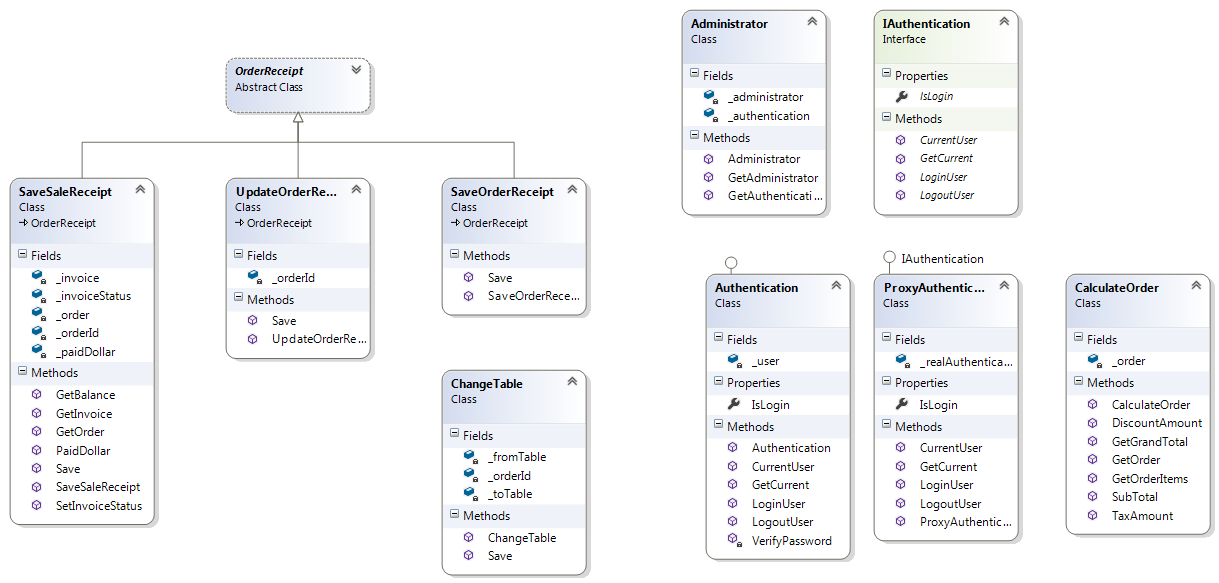 OrderReceipt
Abstract Class
SaveSaleReceipt
Class
OrderReceipt
Fields
_invoice
_invoiceStatus
_order
_orderId
_paidDollar
Methods
GetBalance
GetInvoice
GetOrder
PaidDollar
Save
SaveSaleReceipt
SetInvoiceStatus
UpdateOrderRe...
Class
OrderReceipt
Fields
_orderId
Methods
Save
UpdateOrderRe...
SaveOrderReceipt
Class
OrderReceipt
Methods
Save
SaveOrderRece...
ChangeTable
Class
Fields
_fromTable
_orderId
_toTable
Methods
ChangeTable
Save
Administrator
Class
Fields
_administrator
_authentication
Methods
Administrator
GetAdministrator
GetAuthenticati...
IAuthentication
Interface
Properties
IsLogin
Methods
CurrentUser
GetCurrent
LoginUser
LogoutUser
Authentication
Class
Fields
_user
Properties
IsLogin
Methods
Authentication
CurrentUser
GetCurrent
LoginUser
LogoutUser
VerifyPassword
IAuthentication
ProxyAuthentic...
Class
Fields
_realAuthentica...
Properties
IsLogin
Methods
CurrentUser
GetCurrent
LoginUser
LogoutUser
ProxyAuthentic...
CalculateOrder
Class
Fields
_order
Methods
CalculateOrder
DiscountAmount
GetGrandTotal
GetOrder
GetOrderItems
SubTotal
TaxAmount